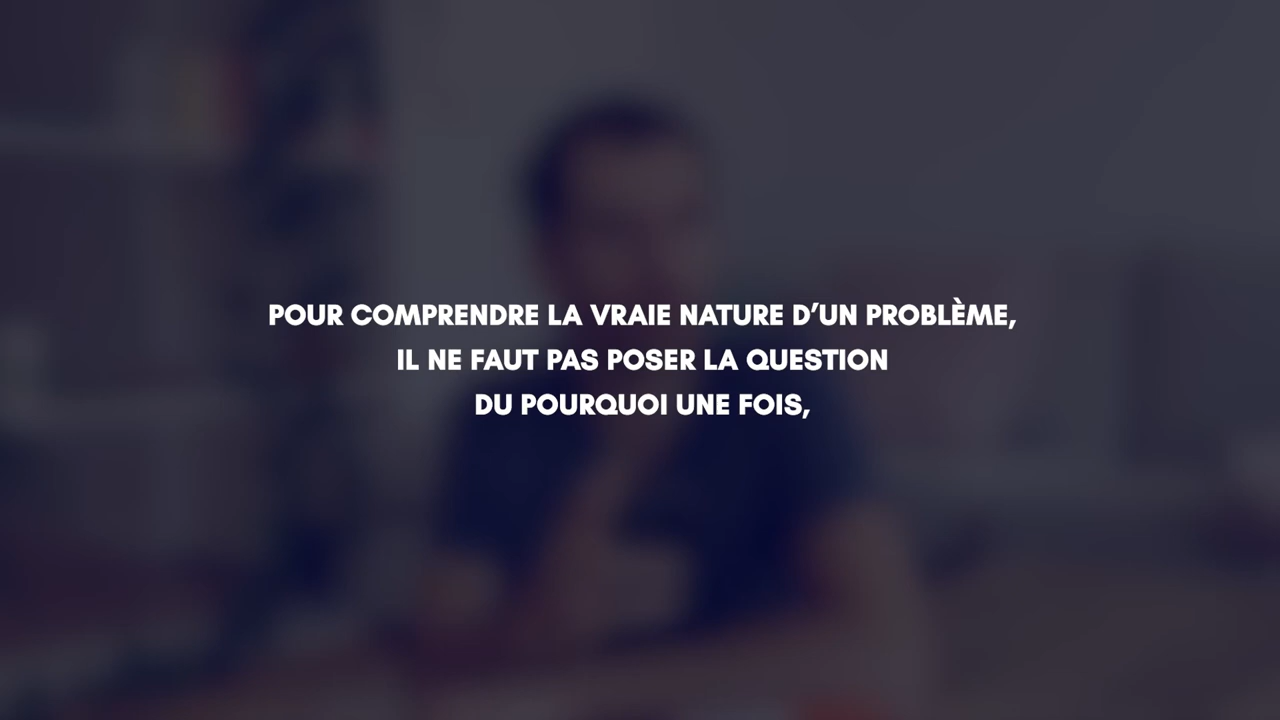 POUR COMPRENDRE LA VRAIE NATURE D’UN PROBLÈME,
IL NE FAUT PAS POSER LA QUESTION
DU POURQUOI UNE FOIS,